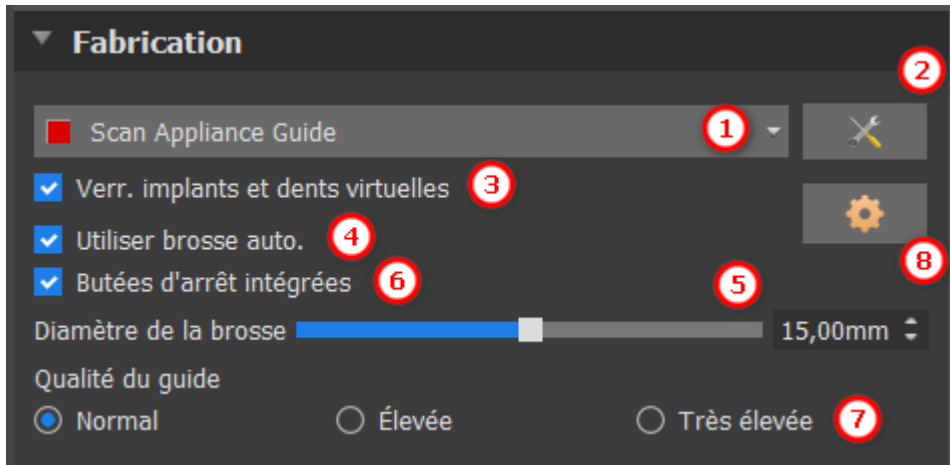 Fabrication
2
Scan Appliance Guide 1
Verr. implants et dents virtuelles 3
Utiliser brosse auto. 4
8
Butées d'arrêt intégrées 6 5
Diamètre de la brosse 15,00mm
Qualité du guide
Normal Élevée Très élevée 7